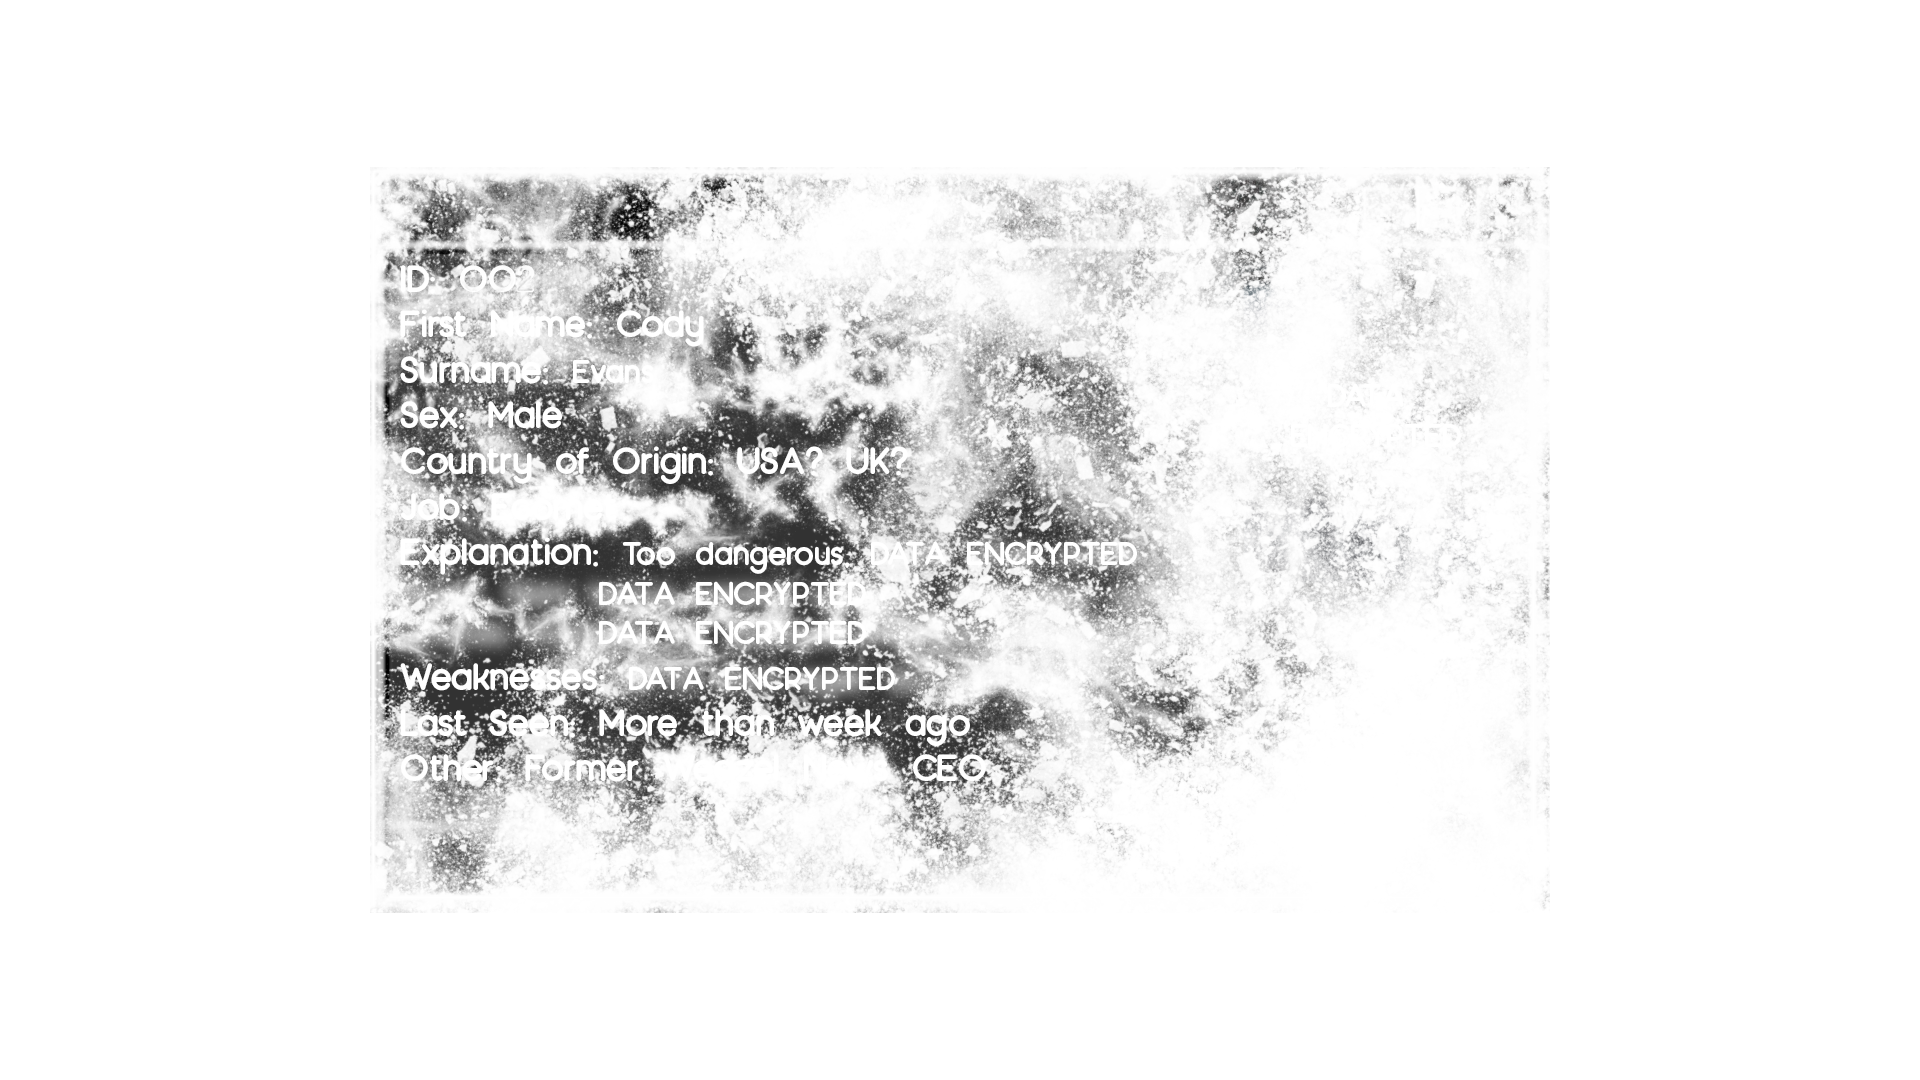 ID: 002
First Name: Cody
Surname: Evans
Sex: Male
Country of Origin: USA? UK?
Job
Explanation: Too dangerous, DATA ENCRYPTED
DATA ENCRYPTED
DATA ENCRYPTED
Weaknesses: DATA ENCRYPTED
Last Seen: More than week ago
Other: Former CEO